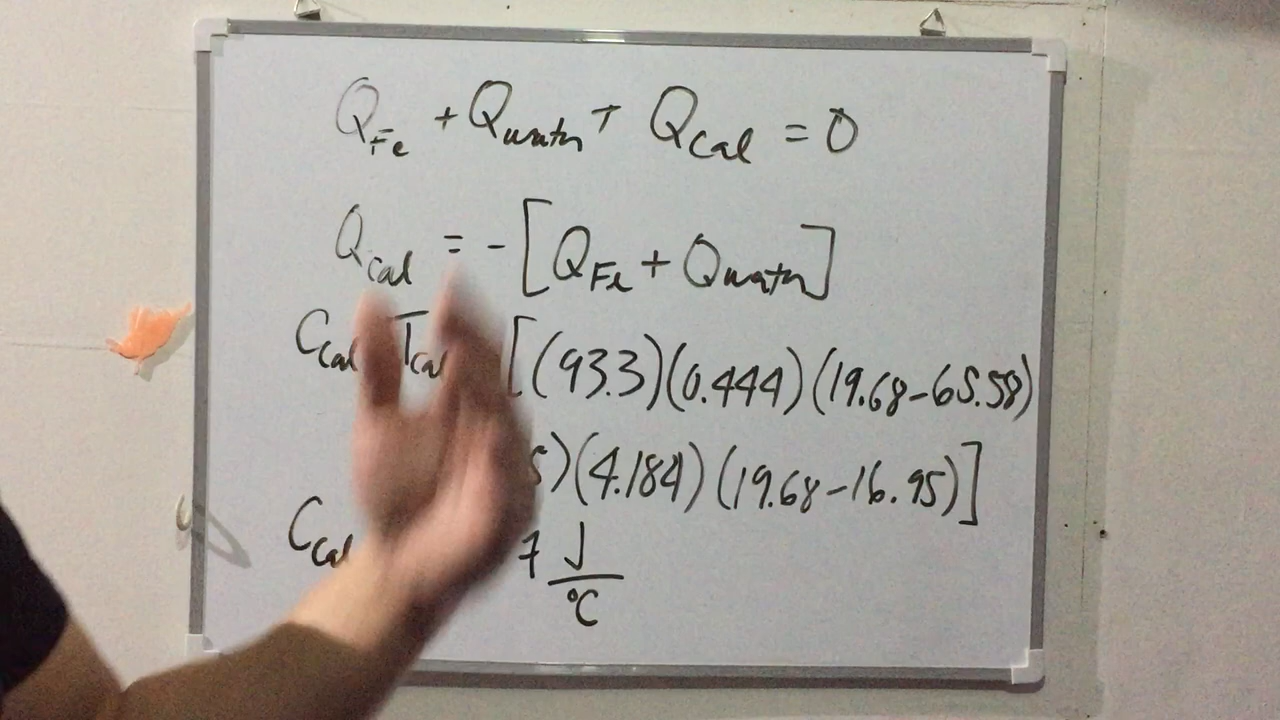 Q_Fe + Q_water + Q_cal = 0
Q_cal = - [Q_Fe + Q_water]
C_cal T_cal [(93.3)(0.444)(19.68-65.58)
)(4.184)(19.68-16.95)]
C_cal 7 J/°C